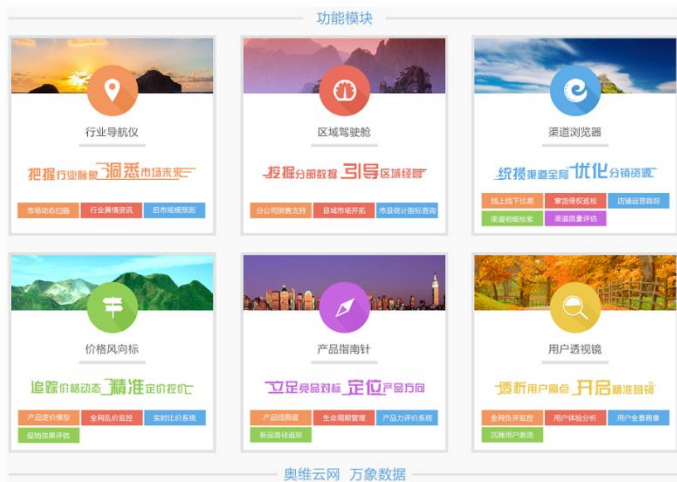 功能模块
行业导航仪
把握行业脉象 洞悉市场未来
市场动态扫瞄 行业舆情资讯 后市规模预测
区域驾驶舱
挖掘分部数据 引导区域经营
分公司销售支持 县域市场开拓 市县统计指标查询
渠道浏览器
统揽渠道全局 优化分销资源
线上线下比差 窜货侵权巡检 店铺运营跟踪
渠道明细检索 渠道质量评估
价格风向标
追踪价格动态 精准定价控价
产品定价模型 全网乱价监控 实时比价系统
促销效果评估
产品指南针
立足竞品对标 定位产品方向
产品线图谱 生命周期管理 产品力评价系统
新品路径追踪
用户透视镜
透析用户痛点 开启精准营销
全网负评监控 用户体验分析 用户全景画像
沉睡用户激活
奥维云网 万象数据